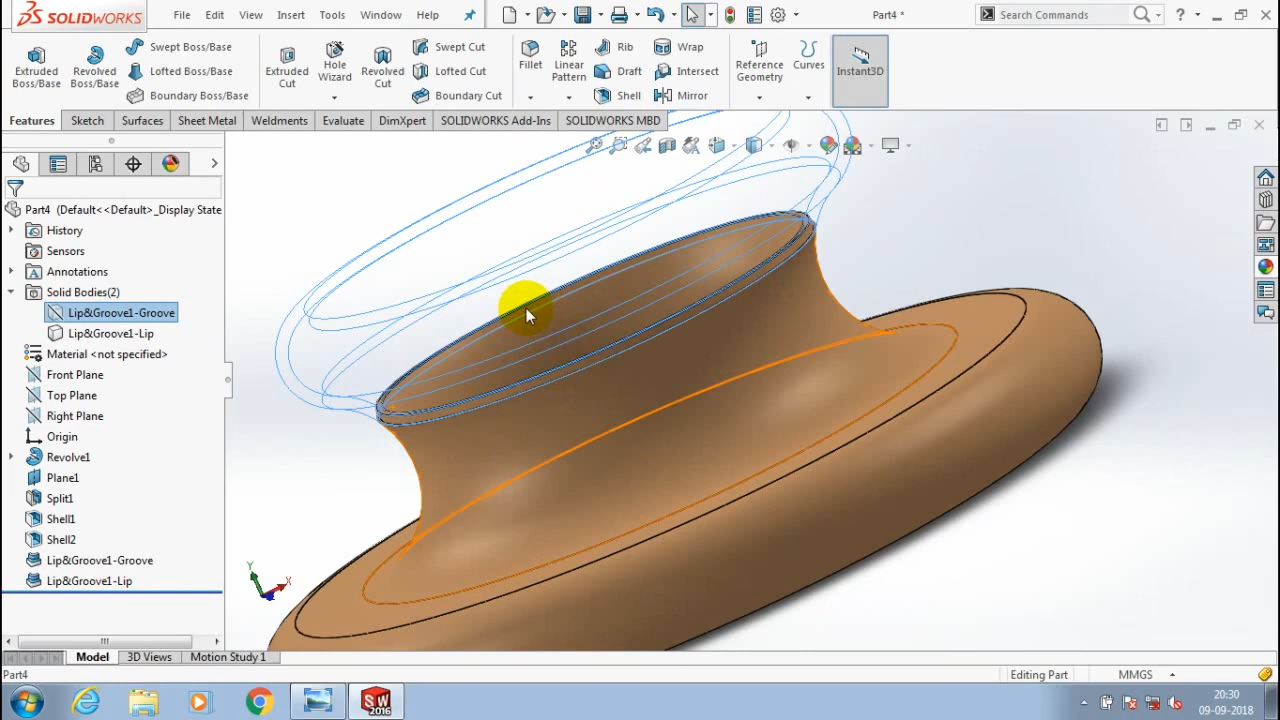 SOLIDWORKS
File Edit View Insert Tools Window Help
Part4 *
Search Commands
?
Extruded Boss/Base
Revolved Boss/Base
Swept Boss/Base
Lofted Boss/Base
Boundary Boss/Base
Extruded Cut
Hole Wizard
Revolved Cut
Swept Cut
Lofted Cut
Boundary Cut
Fillet
Linear Pattern
Rib
Draft
Shell
Wrap
Intersect
Mirror
Reference Geometry
Curves
Instant3D
Features Sketch Surfaces Sheet Metal Weldments Evaluate DimXpert SOLIDWORKS Add-Ins SOLIDWORKS MBD
Part4 (Default<<Default>_Display State
History
Sensors
Annotations
Solid Bodies(2)
Lip&Groove1-Groove
Lip&Groove1-Lip
Material <not specified>
Front Plane
Top Plane
Right Plane
Origin
Revolve1
Plane1
Split1
Shell1
Shell2
Lip&Groove1-Groove
Lip&Groove1-Lip
Y
X
Model 3D Views Motion Study 1
Part4
Editing Part
MMGS
SW
2016
20:30
09-09-2018